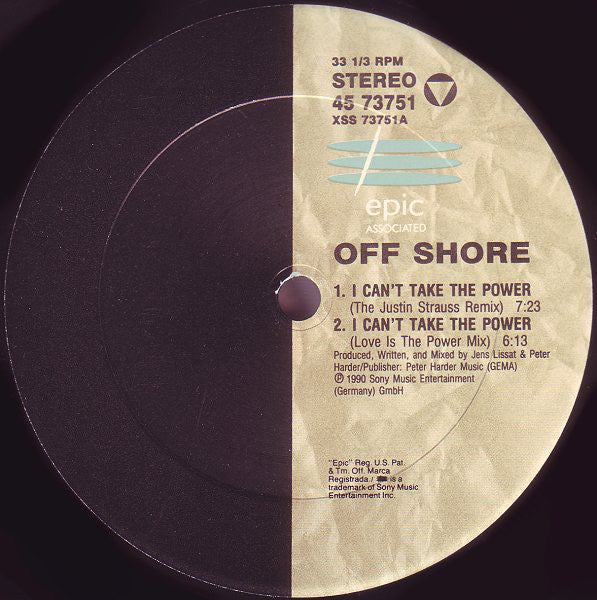 33 1/3 RPM
STEREO
45 73751
XSS 73751A
epic
ASSOCIATED
OFF SHORE
1. I CAN'T TAKE THE POWER
(The Justin Strauss Remix) 7:23
2. I CAN'T TAKE THE POWER
(Love Is The Power Mix) 6:13
Produced, Written, and Mixed by Jens Lissat & Peter
Harder/Publisher: Peter Harder Music (GEMA)
℗ 1990 Sony Music Entertainment
(Germany) GmbH
"Epic" Reg. U.S. Pat.
& Tm. Off. Marca
Registrada./ is a
trademark of Sony Music
Entertainment Inc.